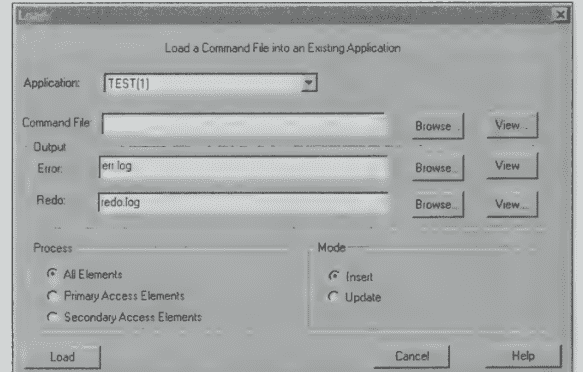 Load
Load a Command File into an Existing Application
Application: TEST(1)
Command File: Browse... View...
Output
Error: err.log Browse... View
Redo: redo.log Browse... View...
Process
All Elements
Primary Access Elements
Secondary Access Elements
Mode
Insert
Update
Load Cancel Help